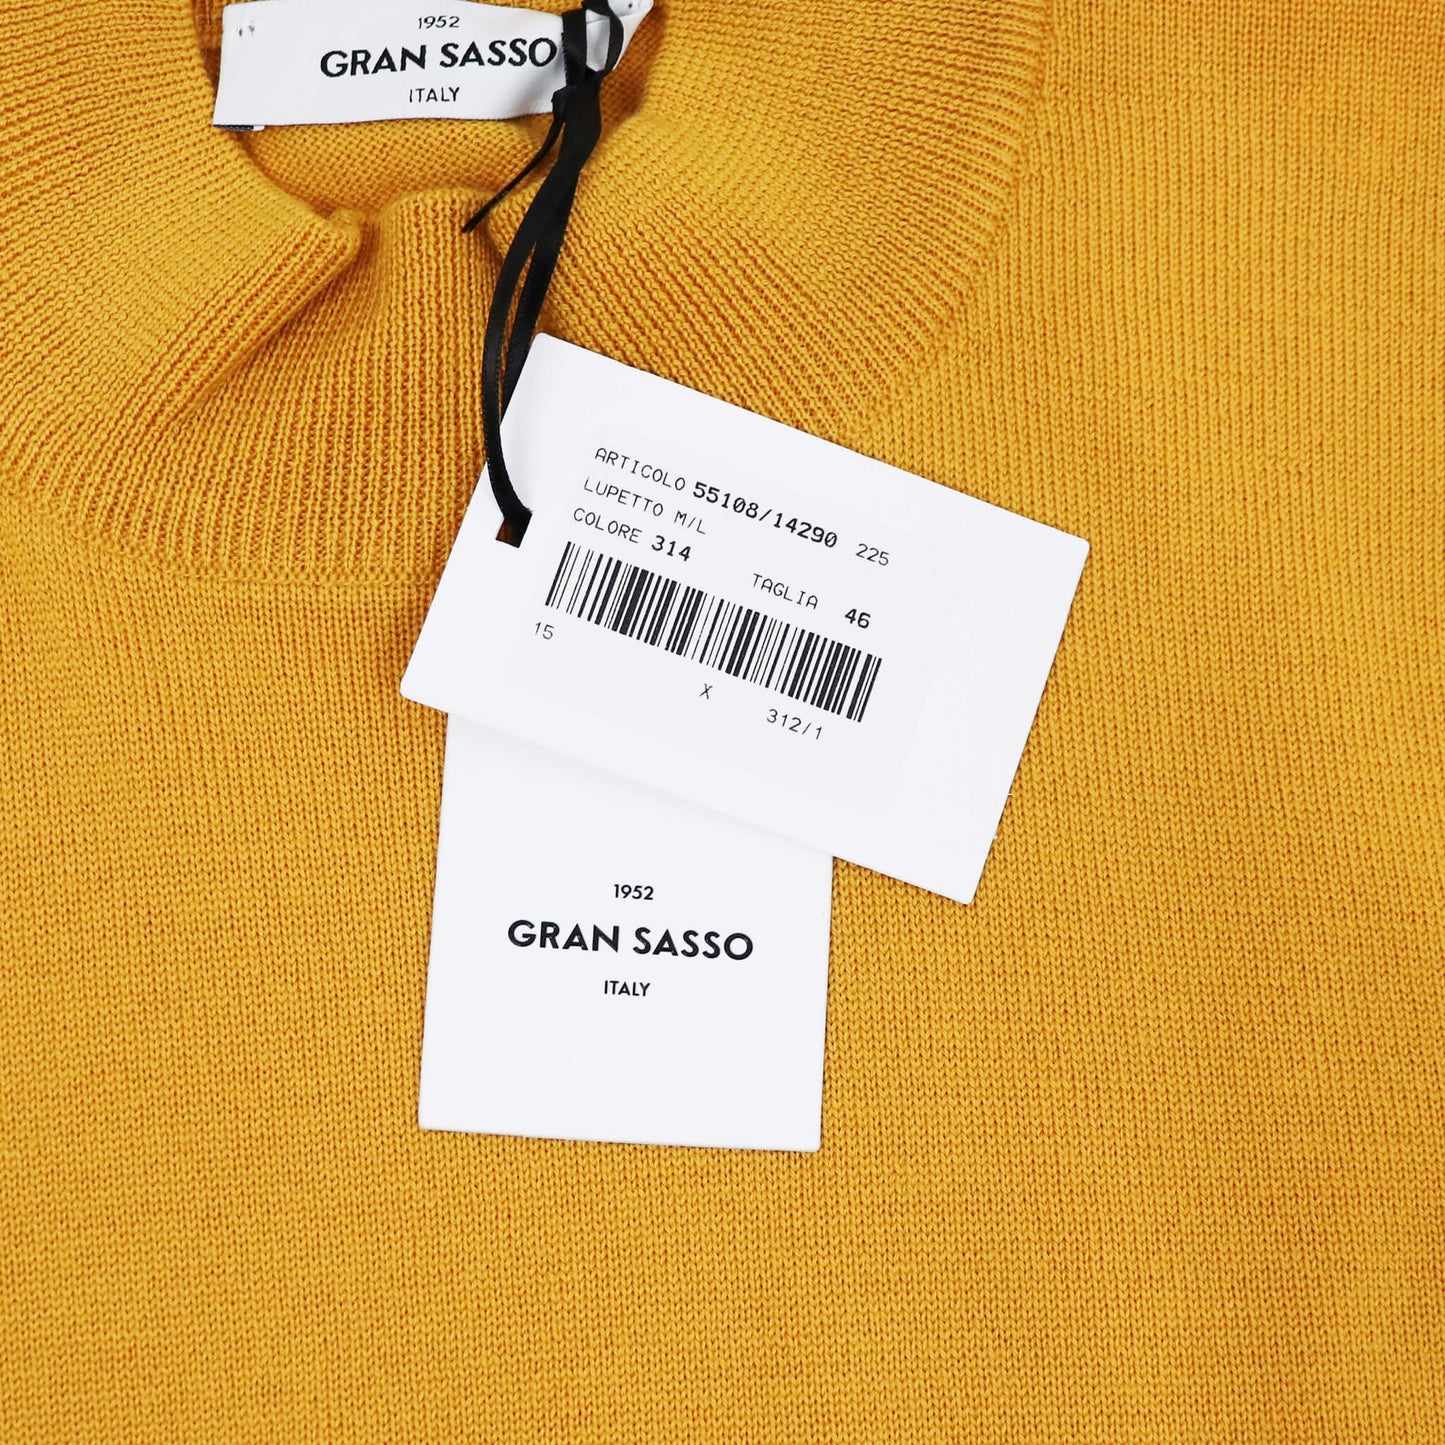 1952
GRAN SASSO
ITALY
ARTICOLO 55108/14290 225
LUPETTO M/L
COLORE 314
TAGLIA 46
15
X
312/1
1952
GRAN SASSO
ITALY